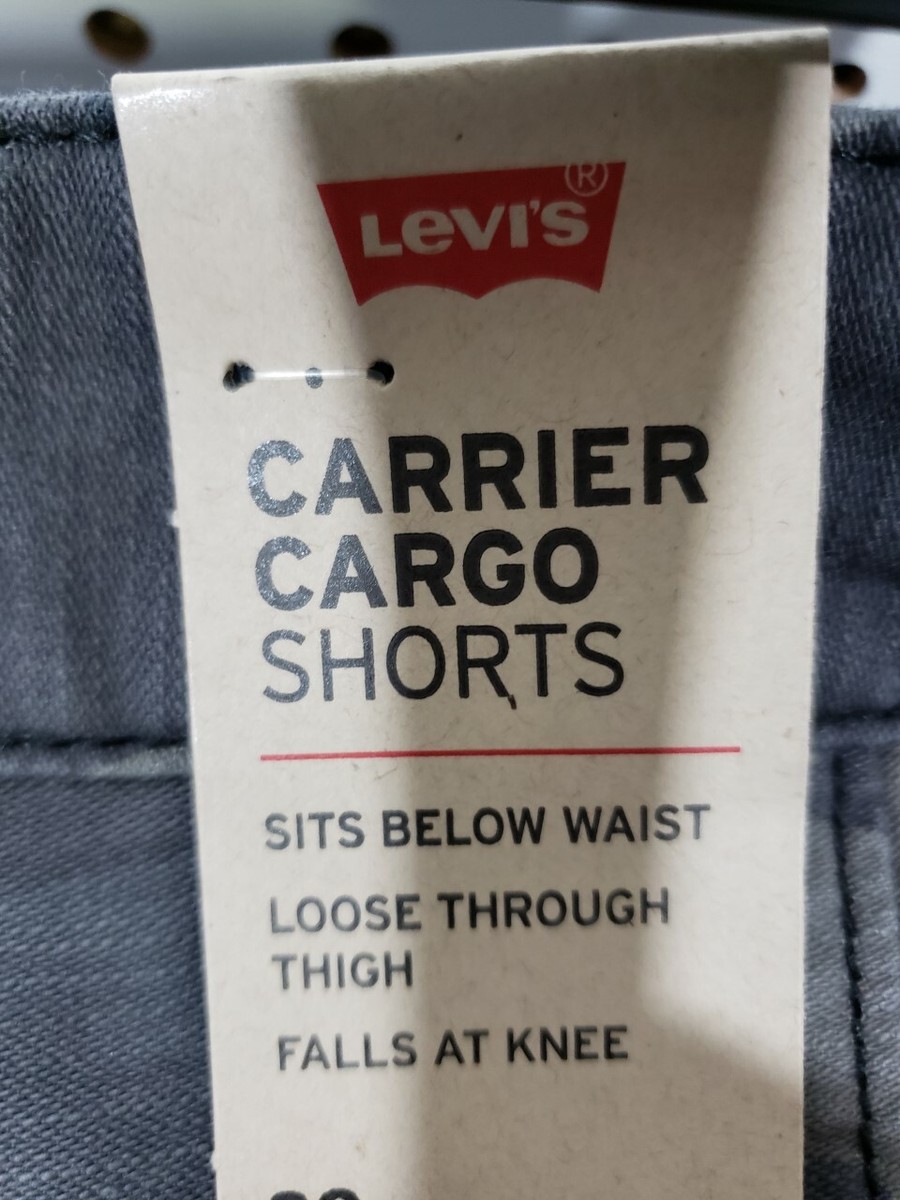 LEVI'S®
CARRIER
CARGO
SHORTS
SITS BELOW WAIST
LOOSE THROUGH
THIGH
FALLS AT KNEE